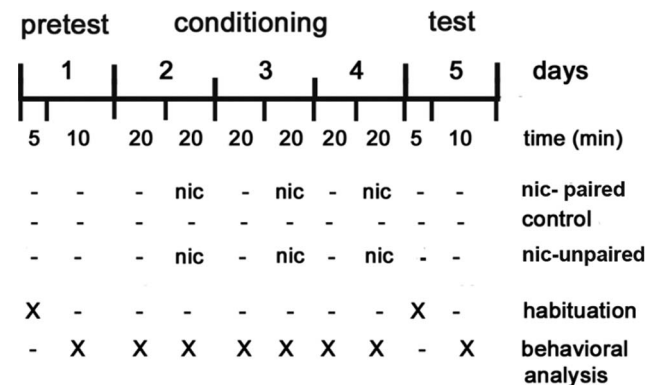 pretest conditioning test
1 2 3 4 5 days
5 10 20 20 20 20 20 20 5 10 time (min)
- - - nic - nic - nic - - nic- paired
- - - - - - - - - - control
- - - nic - nic - nic - - nic-unpaired
X - - - - - - - X - habituation
- X X X X X X X - X behavioral
analysis